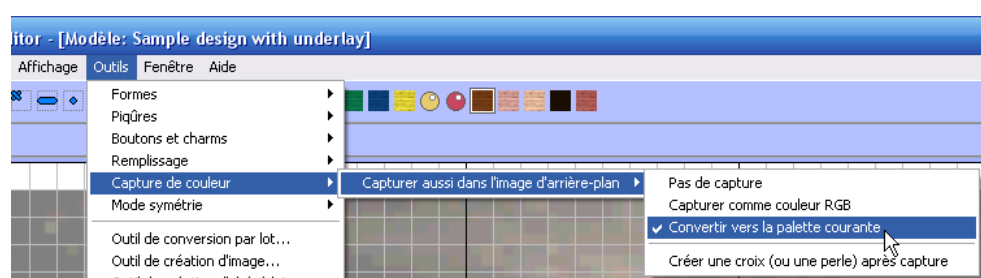 itor - [Modèle: Sample design with underlay]
Affichage Outils Fenêtre Aide
Formes
Piqûres
Boutons et charms
Remplissage
Capture de couleur Capturer aussi dans l'image d'arrière-plan Pas de capture
Mode symétrie Capturer comme couleur RGB
Convertir vers la palette courante
Outil de conversion par lot...
Outil de création d'image... Créer une croix (ou une perle) après capture